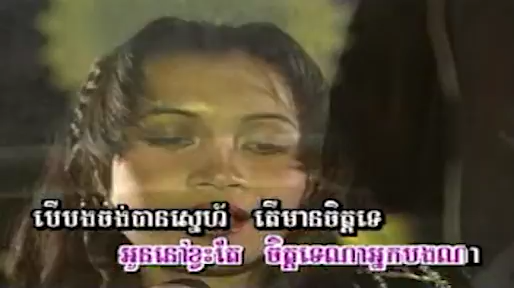 បើបងចង់បានស្នេហ៍ តើមានចិត្តទេ
អូននៅខ្វះតែ ចិត្តទេណាអ្នកបងណា